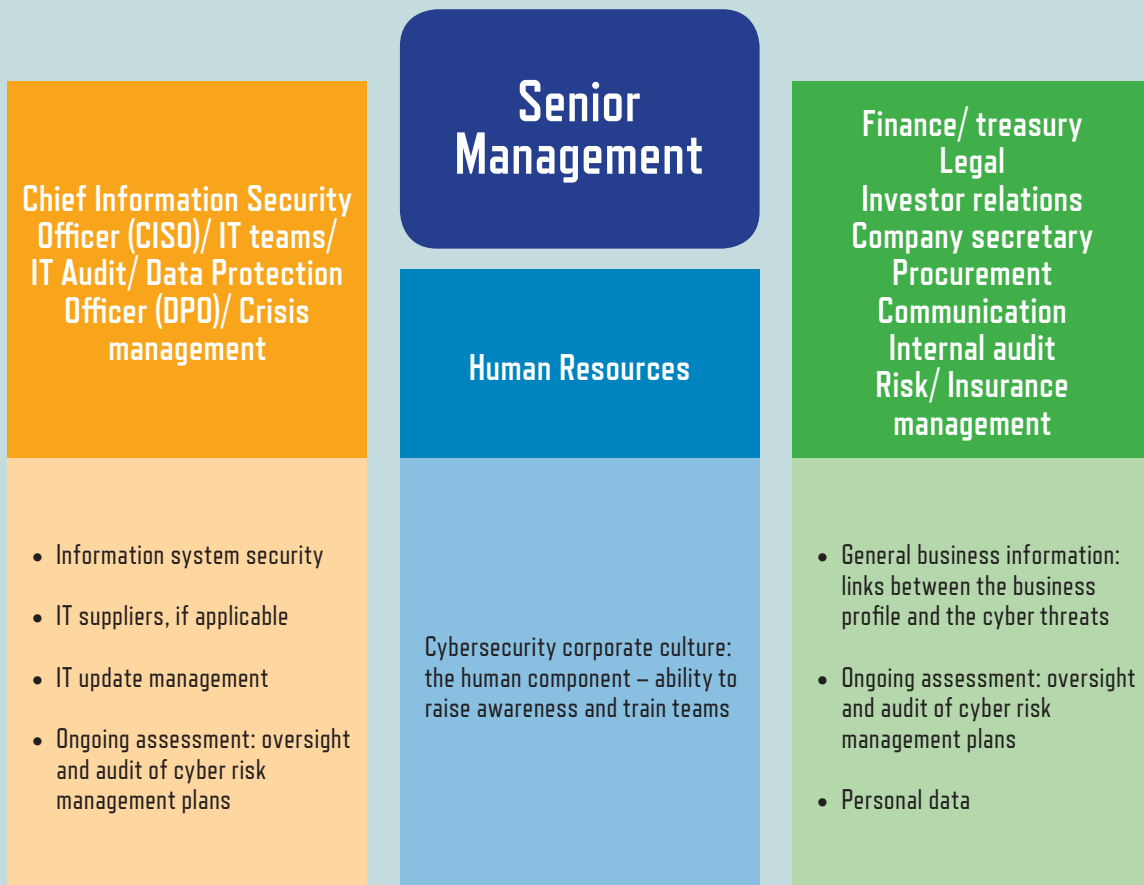 Senior
Management
Chief Information Security
Officer (CISO)/ IT teams/
IT Audit/ Data Protection
Officer (DPO)/ Crisis
management
Human Resources
Finance/ treasury
Legal
Investor relations
Company secretary
Procurement
Communication
Internal audit
Risk/ Insurance
management
• Information system security
• IT suppliers, if applicable
• IT update management
• Ongoing assessment: oversight
and audit of cyber risk
management plans
Cybersecurity corporate culture:
the human component – ability to
raise awareness and train teams
• General business information:
links between the business
profile and the cyber threats
• Ongoing assessment: oversight
and audit of cyber risk
management plans
• Personal data